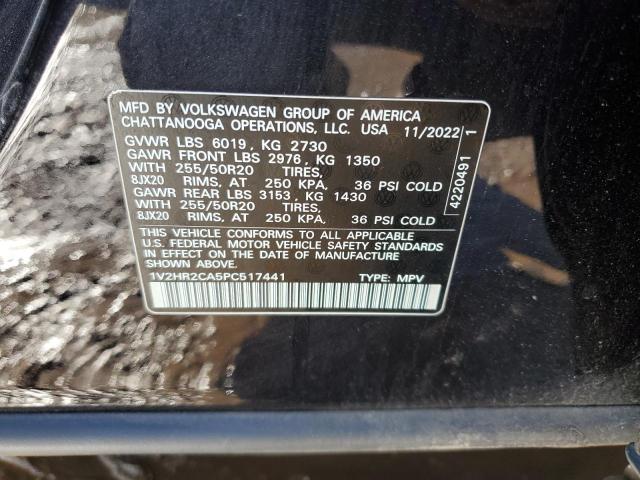 MFD BY VOLKSWAGEN GROUP OF AMERICA
CHATTANOOGA OPERATIONS, LLC. USA 11/2022
GVWR LBS 6019, KG 2730
GAWR FRONT LBS 2976, KG 1350
WITH 255/50R20 TIRES,
8JX20 RIMS, AT 250 KPA, 36 PSI COLD
GAWR REAR LBS 3153, KG 1430
WITH 255/50R20 TIRES,
8JX20 RIMS, AT 250 KPA, 36 PSI COLD
THIS VEHICLE CONFORMS TO ALL APPLICABLE
U.S. FEDERAL MOTOR VEHICLE SAFETY STANDARDS
IN EFFECT ON THE DATE OF MANUFACTURE
SHOWN ABOVE.
1V2HR2CA5PC517441 TYPE: MPV
4220491 1